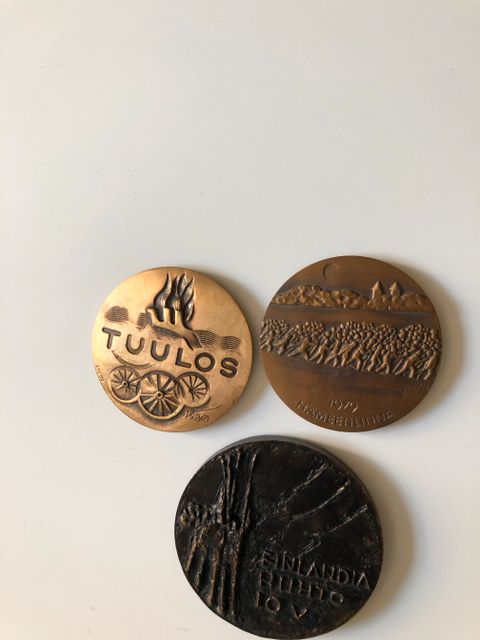 TUULOS
1980
1979
HÄMEENLINNA
FINLANDIA
HIIHTO
10 V